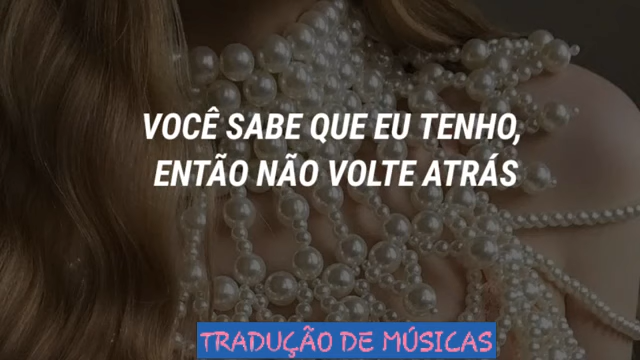 VOCÊ SABE QUE EU TENHO,
ENTÃO NÃO VOLTE ATRÁS
TRADUÇÃO DE MÚSICAS